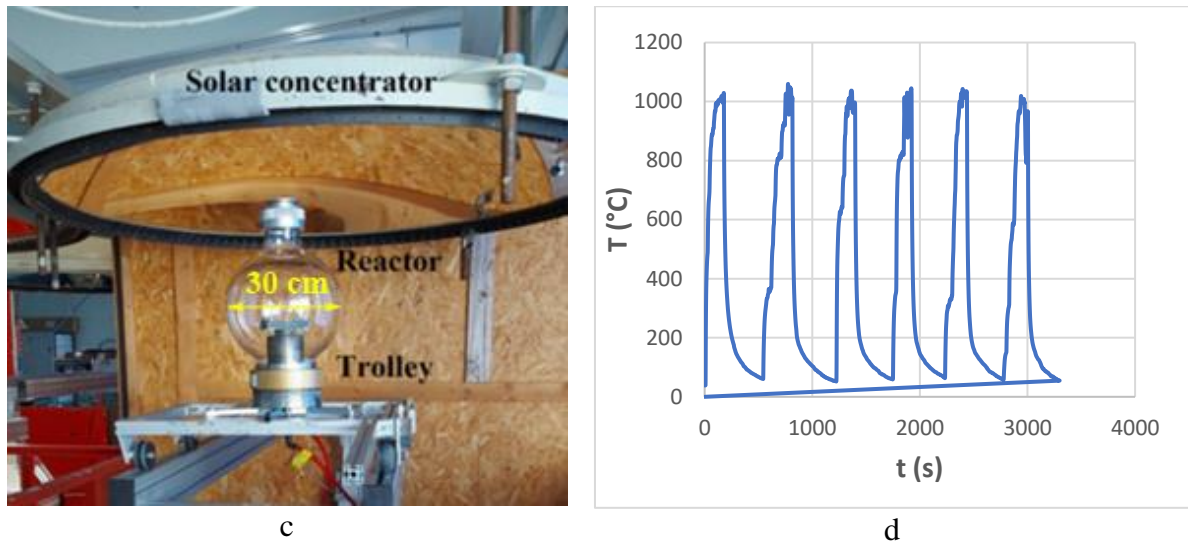 Solar concentrator
Reactor
30 cm
Trolley
c
1200
1000
800
600
400
200
0
T (°C)
0 1000 2000 3000 4000
t (s)
d